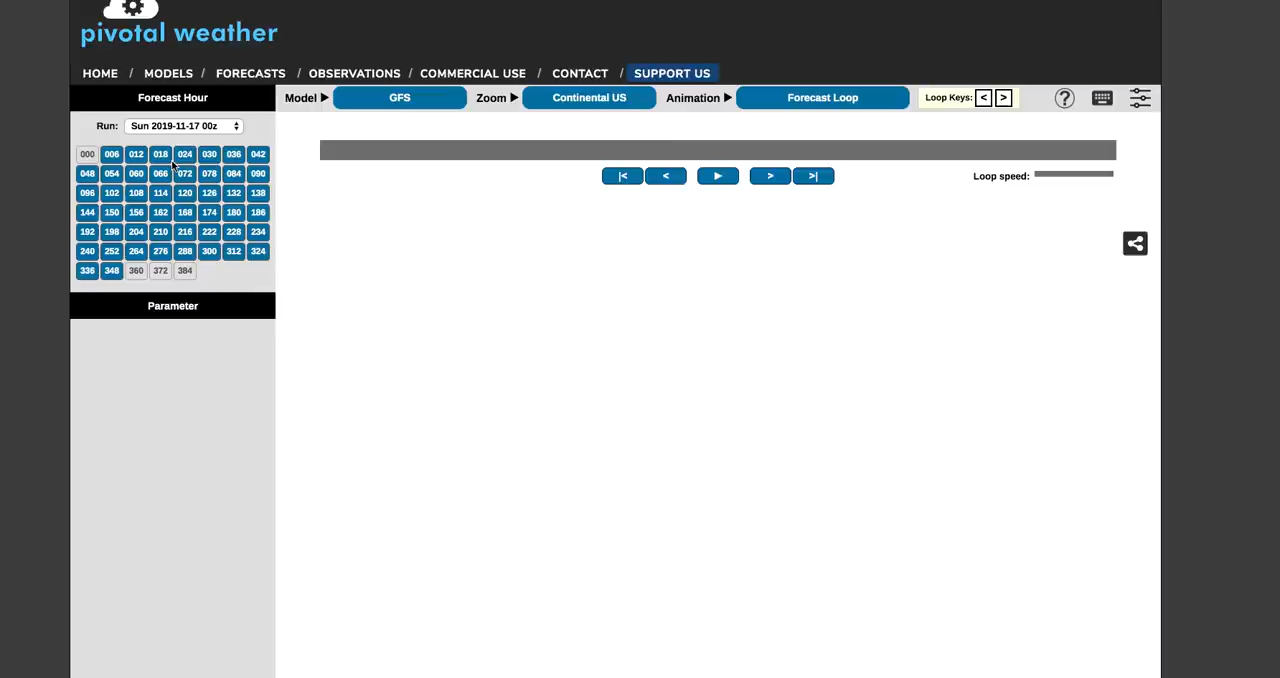 pivotal weather
HOME / MODELS / FORECASTS / OBSERVATIONS / COMMERCIAL USE / CONTACT / SUPPORT US
Forecast Hour
Model ▶ GFS Zoom ▶ Continental US Animation ▶ Forecast Loop Loop Keys: < > ?
Run: Sun 2019-11-17 00z
000 006 012 018 024 030 036 042
048 054 060 066 072 078 084 090
096 102 108 114 120 126 132 138
144 150 156 162 168 174 180 186
192 198 204 210 216 222 228 234
240 252 264 276 288 300 312 324
336 348 360 372 384
|< < ▶ > >| Loop speed:
Parameter